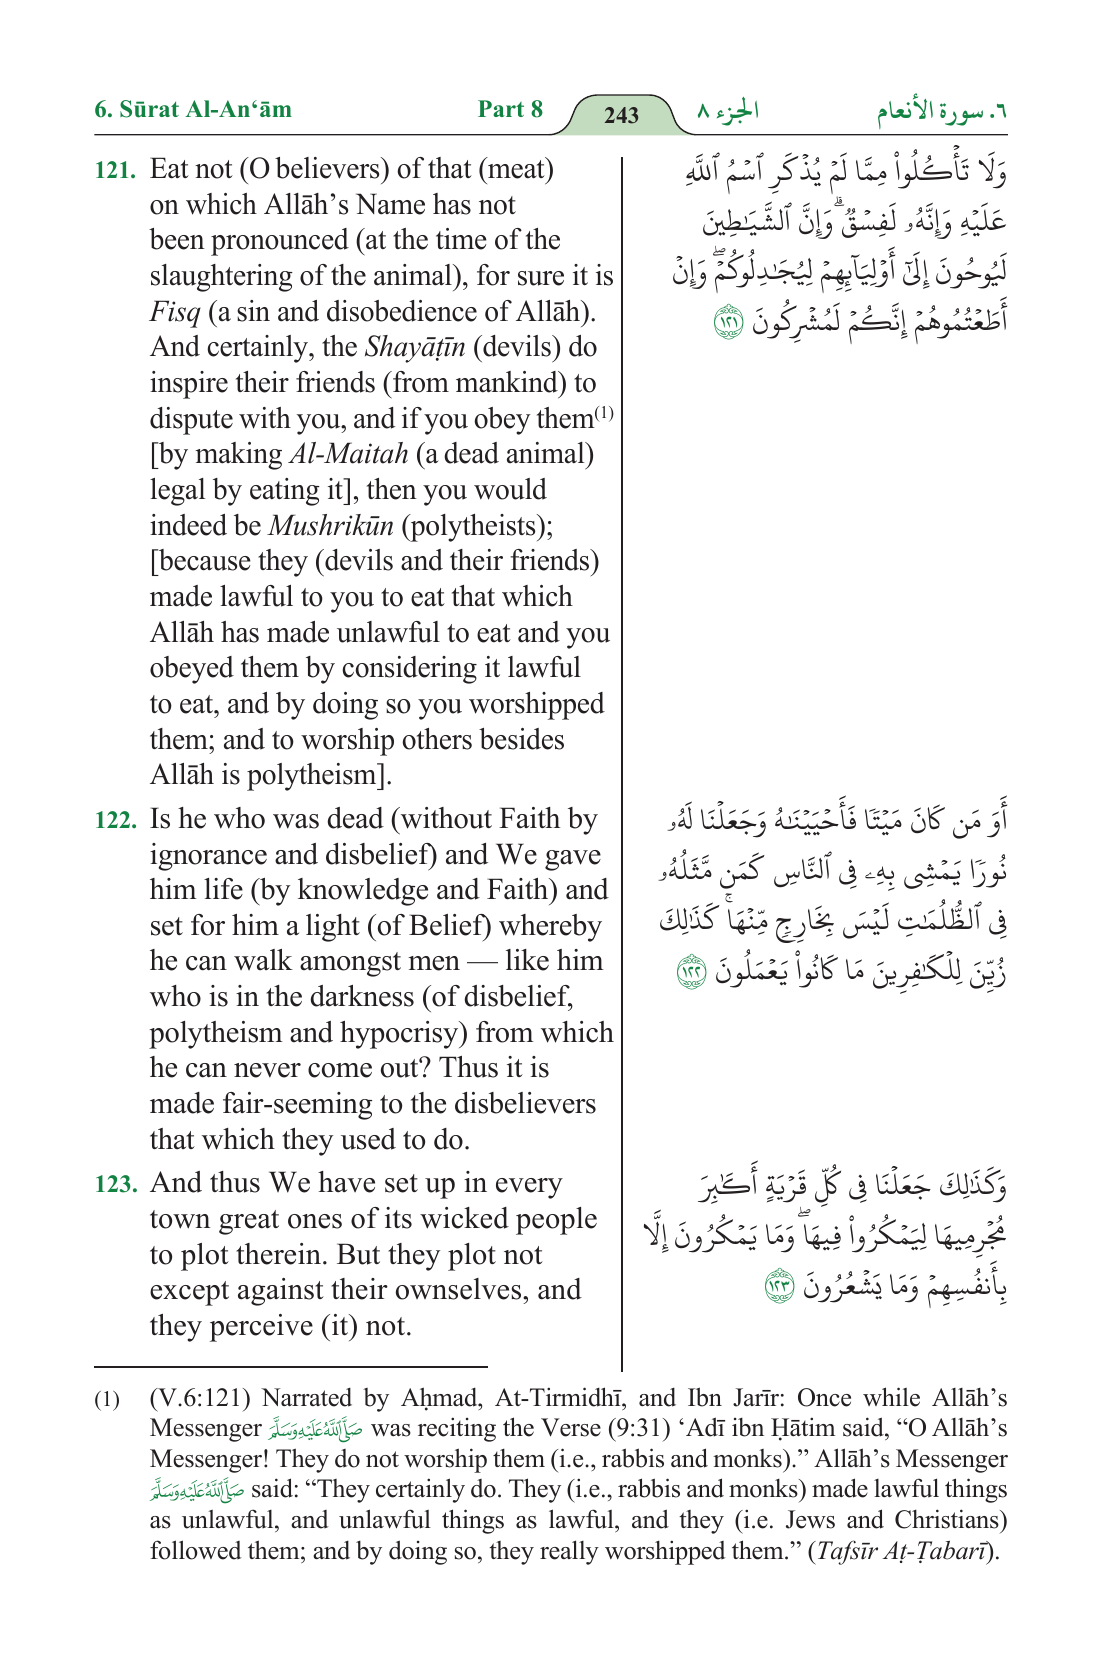 6. Sūrat Al-An‘ām Part 8 243 الجزء ٨ ٦. سورة الأنعام
121. Eat not (O believers) of that (meat)
on which Allāh’s Name has not
been pronounced (at the time of the
slaughtering of the animal), for sure it is
Fisq (a sin and disobedience of Allāh).
And certainly, the Shayāṭīn (devils) do
inspire their friends (from mankind) to
dispute with you, and if you obey them(1)
[by making Al-Maitah (a dead animal)
legal by eating it], then you would
indeed be Mushrikūn (polytheists);
[because they (devils and their friends)
made lawful to you to eat that which
Allāh has made unlawful to eat and you
obeyed them by considering it lawful
to eat, and by doing so you worshipped
them; and to worship others besides
Allāh is polytheism].
وَلَا تَأْكُلُواْ مِمَّا لَمْ يُذْكَرِ ٱسْمُ ٱللَّهِ
عَلَيْهِ وَإِنَّهُۥ لَفِسْقٌۗ وَإِنَّ ٱلشَّيَٰطِينَ
لَيُوحُونَ إِلَىٰٓ أَوْلِيَآئِهِمْ لِيُجَٰدِلُوكُمْۖ وَإِنْ
أَطَعْتُمُوهُمْ إِنَّكُمْ لَمُشْرِكُونَ ١٢١
122. Is he who was dead (without Faith by
ignorance and disbelief) and We gave
him life (by knowledge and Faith) and
set for him a light (of Belief) whereby
he can walk amongst men — like him
who is in the darkness (of disbelief,
polytheism and hypocrisy) from which
he can never come out? Thus it is
made fair-seeming to the disbelievers
that which they used to do.
أَوَ مَن كَانَ مَيْتًا فَأَحْيَيْنَٰهُ وَجَعَلْنَا لَهُۥ
نُورًا يَمْشِى بِهِۦ فِى ٱلنَّاسِ كَمَن مَّثَلُهُۥ
فِى ٱلظُّلُمَٰتِ لَيْسَ بِخَارِجٍ مِّنْهَاۚ كَذَٰلِكَ
زُيِّنَ لِلْكَٰفِرِينَ مَا كَانُواْ يَعْمَلُونَ ١٢٢
123. And thus We have set up in every
town great ones of its wicked people
to plot therein. But they plot not
except against their ownselves, and
they perceive (it) not.
وَكَذَٰلِكَ جَعَلْنَا فِى كُلِّ قَرْيَةٍ أَكَٰبِرَ
مُجْرِمِيهَا لِيَمْكُرُواْ فِيهَاۖ وَمَا يَمْكُرُونَ إِلَّا
بِأَنفُسِهِمْ وَمَا يَشْعُرُونَ ١٢٣
(1) (V.6:121) Narrated by Aḥmad, At-Tirmidhī, and Ibn Jarīr: Once while Allāh’s
Messenger صَلَّى اللَّهُ عَلَيْهِ وَسَلَّمَ was reciting the Verse (9:31) ‘Adī ibn Ḥātim said, “O Allāh’s
Messenger! They do not worship them (i.e., rabbis and monks).” Allāh’s Messenger
صَلَّى اللَّهُ عَلَيْهِ وَسَلَّمَ said: “They certainly do. They (i.e., rabbis and monks) made lawful things
as unlawful, and unlawful things as lawful, and they (i.e. Jews and Christians)
followed them; and by doing so, they really worshipped them.” (Tafsīr Aṭ-Ṭabarī).